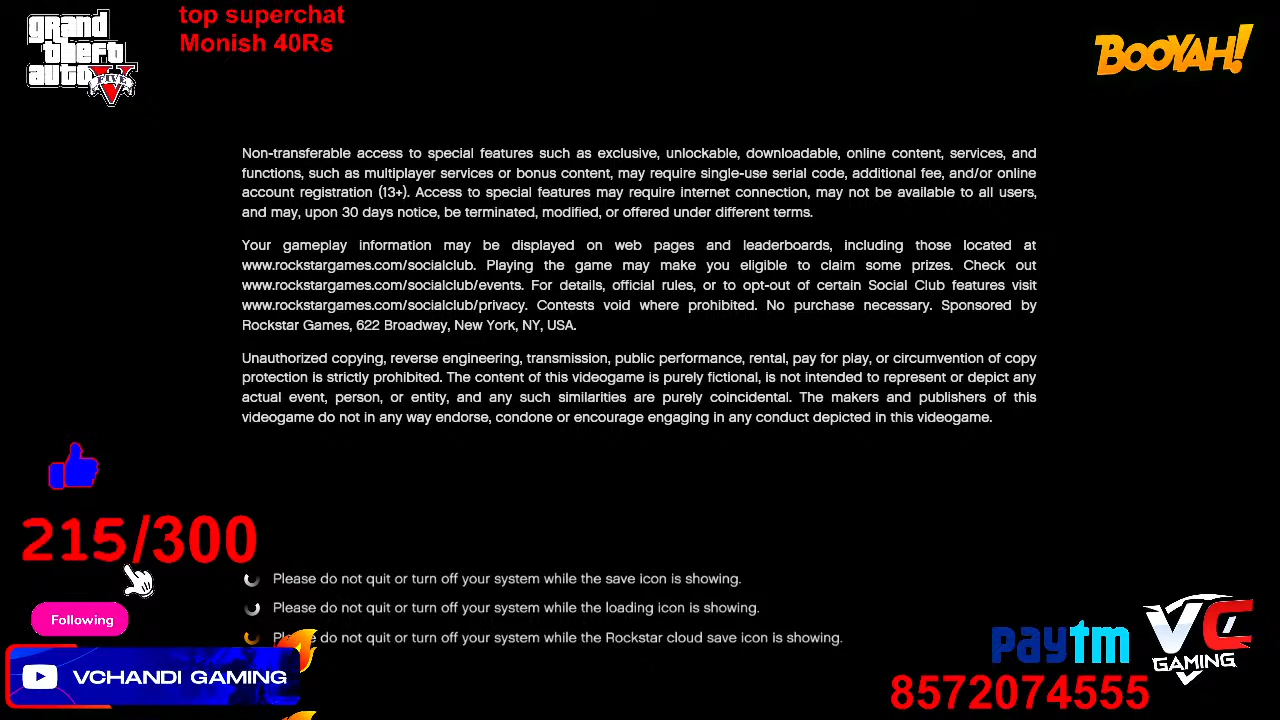 grand
theft
auto
FIVE
top superchat
Monish 40Rs
BOOYAH!
Non-transferable access to special features such as exclusive, unlockable, downloadable, online content, services, and
functions, such as multiplayer services or bonus content, may require single-use serial code, additional fee, and/or online
account registration (13+). Access to special features may require internet connection, may not be available to all users,
and may, upon 30 days notice, be terminated, modified, or offered under different terms.
Your gameplay information may be displayed on web pages and leaderboards, including those located at
www.rockstargames.com/socialclub. Playing the game may make you eligible to claim some prizes. Check out
www.rockstargames.com/socialclub/events. For details, official rules, or to opt-out of certain Social Club features visit
www.rockstargames.com/socialclub/privacy. Contests void where prohibited. No purchase necessary. Sponsored by
Rockstar Games, 622 Broadway, New York, NY, USA.
Unauthorized copying, reverse engineering, transmission, public performance, rental, pay for play, or circumvention of copy
protection is strictly prohibited. The content of this videogame is purely fictional, is not intended to represent or depict any
actual event, person, or entity, and any such similarities are purely coincidental. The makers and publishers of this
videogame do not in any way endorse, condone or encourage engaging in any conduct depicted in this videogame.
215/300
Please do not quit or turn off your system while the save icon is showing.
Please do not quit or turn off your system while the loading icon is showing.
Please do not quit or turn off your system while the Rockstar cloud save icon is showing.
Following
VCHANDI GAMING
paytm
8572074555
VC
GAMING